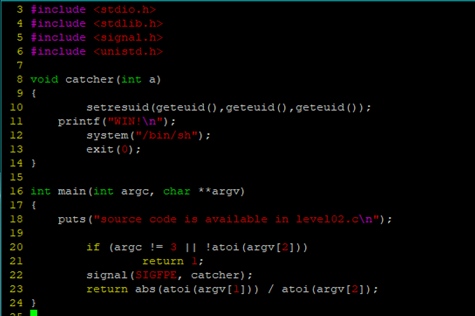 3 #include <stdio.h>
4 #include <stdlib.h>
5 #include <signal.h>
6 #include <unistd.h>
7
8 void catcher(int a)
9 {
10         setresuid(geteuid(),geteuid(),geteuid());
11     printf("WIN!\n");
12         system("/bin/sh");
13         exit(0);
14 }
15
16 int main(int argc, char **argv)
17 {
18         puts("source code is available in level02.c\n");
19
20         if (argc != 3 || !atoi(argv[2]))
21                 return 1;
22         signal(SIGFPE, catcher);
23         return abs(atoi(argv[1])) / atoi(argv[2]);
24 }
25